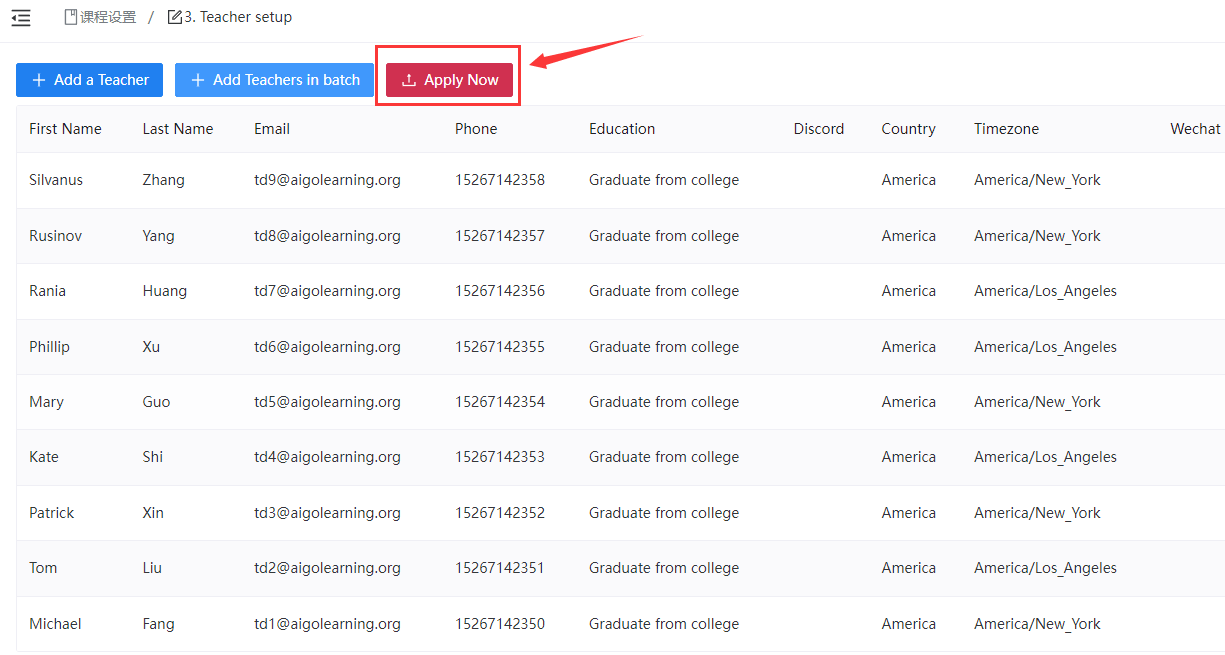 课程设置 / 3. Teacher setup
Add a Teacher Add Teachers in batch Apply Now
First Name Last Name Email Phone Education Discord Country Timezone Wechat
Silvanus Zhang td9@aigolearning.org 15267142358 Graduate from college America America/New_York
Rusinov Yang td8@aigolearning.org 15267142357 Graduate from college America America/New_York
Rania Huang td7@aigolearning.org 15267142356 Graduate from college America America/Los_Angeles
Phillip Xu td6@aigolearning.org 15267142355 Graduate from college America America/Los_Angeles
Mary Guo td5@aigolearning.org 15267142354 Graduate from college America America/New_York
Kate Shi td4@aigolearning.org 15267142353 Graduate from college America America/Los_Angeles
Patrick Xin td3@aigolearning.org 15267142352 Graduate from college America America/New_York
Tom Liu td2@aigolearning.org 15267142351 Graduate from college America America/Los_Angeles
Michael Fang td1@aigolearning.org 15267142350 Graduate from college America America/New_York